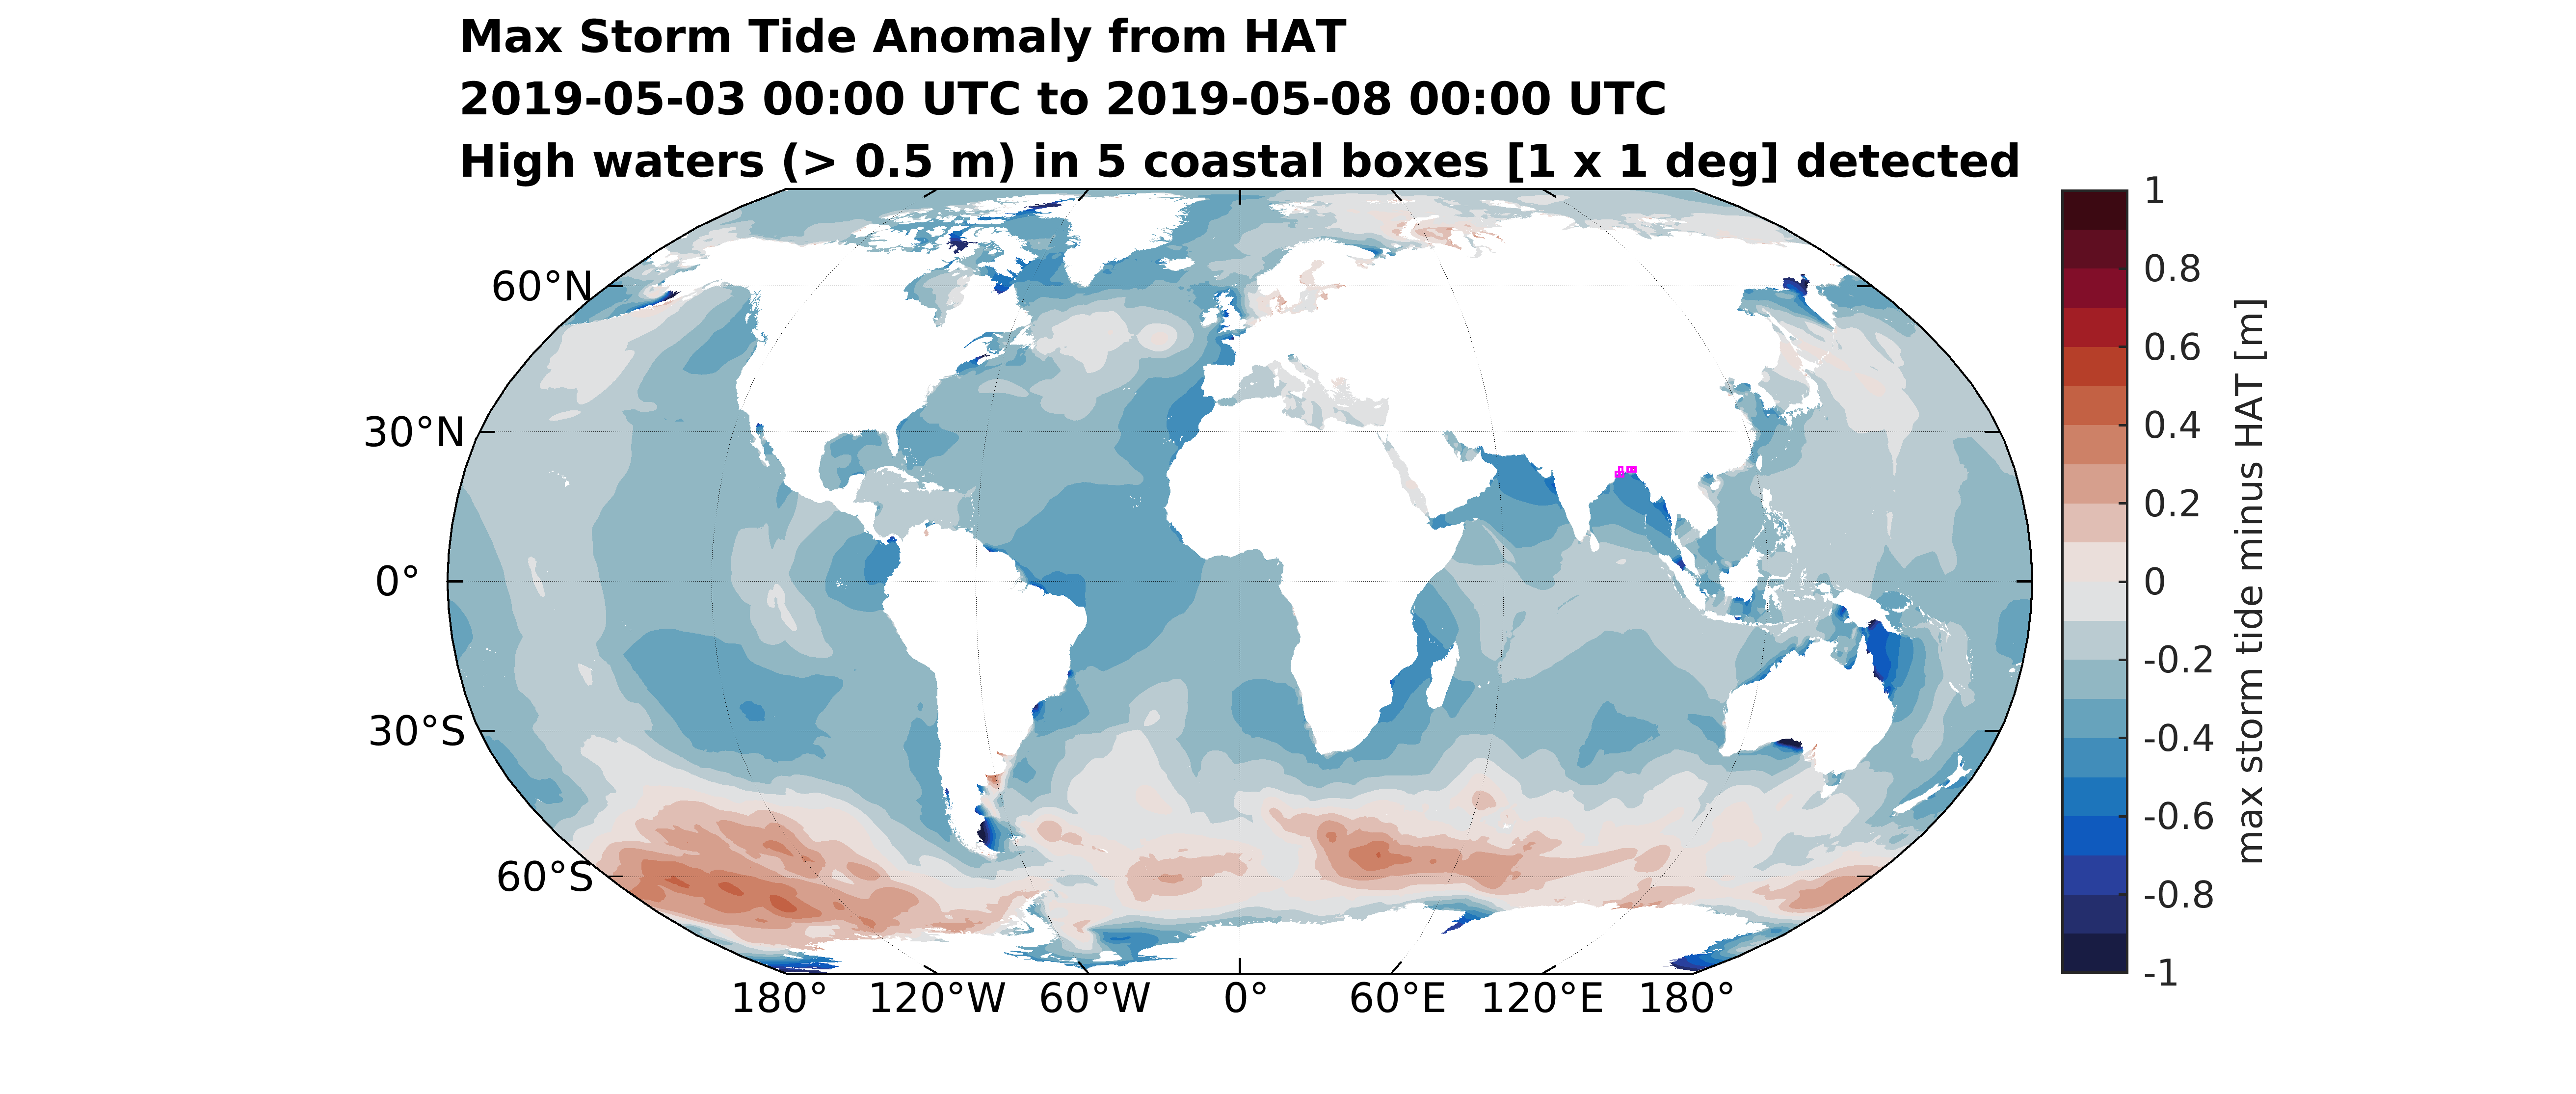 Max Storm Tide Anomaly from HAT
2019-05-03 00:00 UTC to 2019-05-08 00:00 UTC
High waters (> 0.5 m) in 5 coastal boxes [1 x 1 deg] detected
60°N
30°N
0°
30°S
60°S
180°
120°W
60°W
0°
60°E
120°E
180°
1
0.8
0.6
0.4
0.2
0
-0.2
-0.4
-0.6
-0.8
-1
max storm tide minus HAT [m]